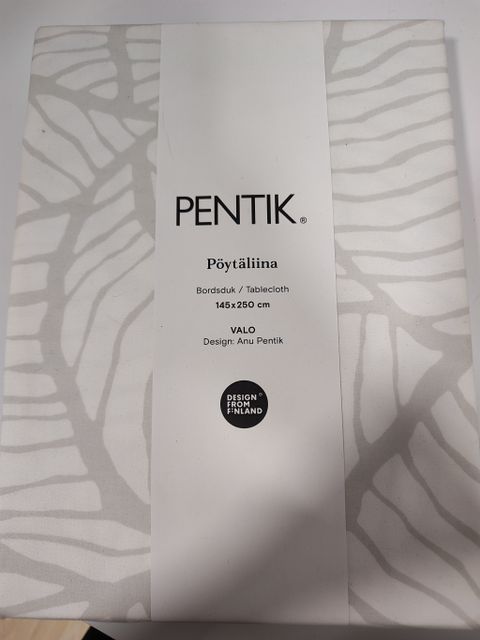 PENTIK®
Pöytäliina
Bordsduk / Tablecloth
145x250 cm
VALO
Design: Anu Pentik
DESIGN®
FROM
FINLAND